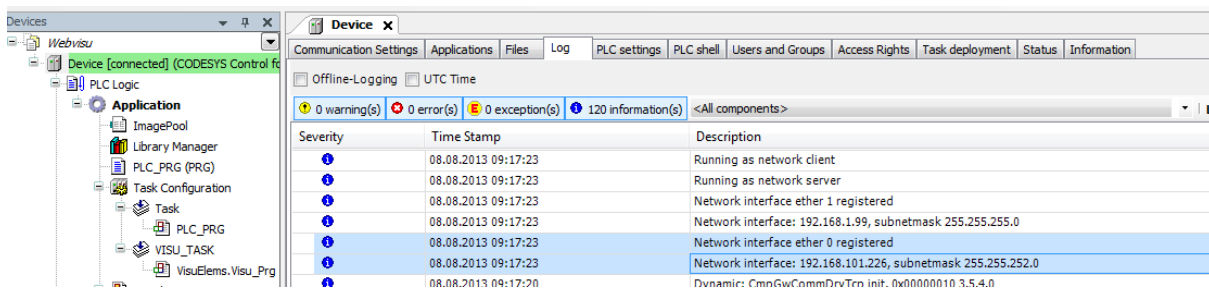 Devices
Webvisu
Device [connected] (CODESYS Control fo
PLC Logic
Application
ImagePool
Library Manager
PLC_PRG (PRG)
Task Configuration
Task
PLC_PRG
VISU_TASK
VisuElems.Visu_Prg
Device
Communication Settings Applications Files Log PLC settings PLC shell Users and Groups Access Rights Task deployment Status Information
Offline-Logging UTC Time
0 warning(s) 0 error(s) 0 exception(s) 120 information(s) <All components>
Severity Time Stamp Description
08.08.2013 09:17:23 Running as network client
08.08.2013 09:17:23 Running as network server
08.08.2013 09:17:23 Network interface ether 1 registered
08.08.2013 09:17:23 Network interface: 192.168.1.99, subnetmask 255.255.255.0
08.08.2013 09:17:23 Network interface ether 0 registered
08.08.2013 09:17:23 Network interface: 192.168.101.226, subnetmask 255.255.252.0
08.08.2013 09:17:20 Dynamic: CmpGwCommDrvTcp init, 0x00000010 3.5.4.0